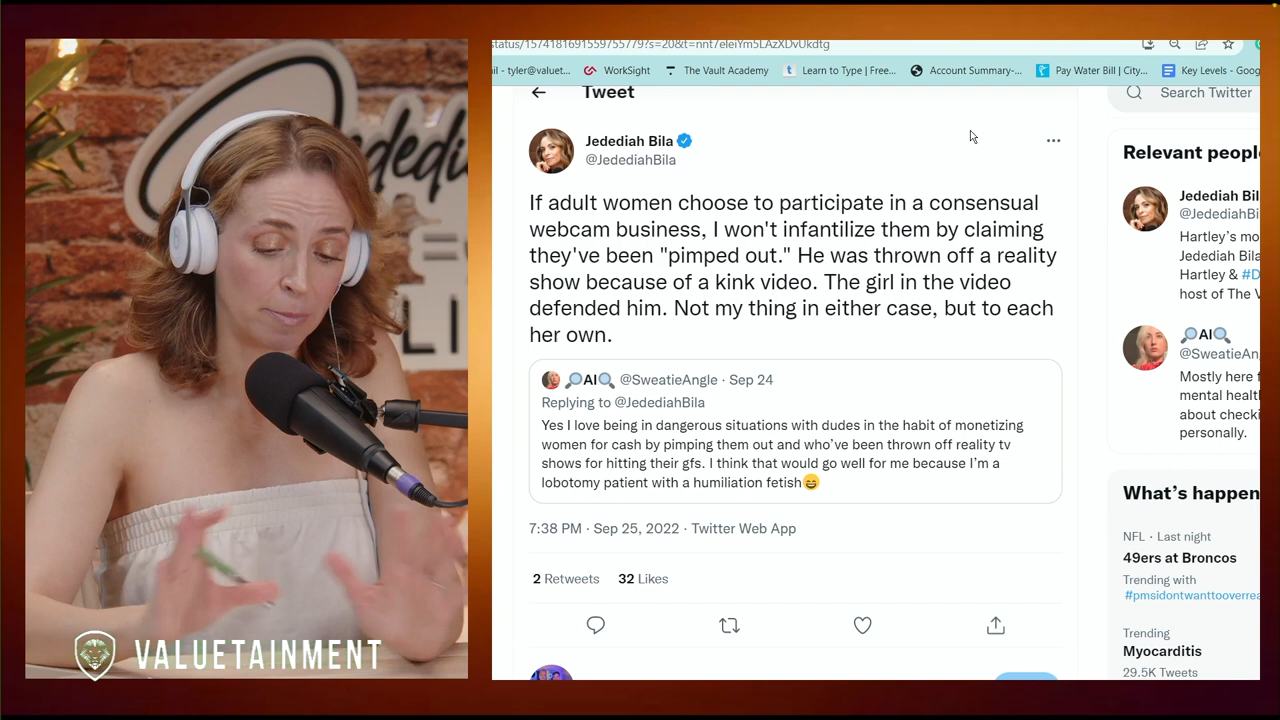 status/1574181691559755779?s=20&t=nnt7eleiYm5LAzXDvUkdtg
il - tyler@valuet...
WorkSight
The Vault Academy
Learn to Type | Free...
Account Summary-...
Pay Water Bill | City...
Key Levels - Goog
Tweet
Search Twitter
Jedediah Bila
@JedediahBila
If adult women choose to participate in a consensual
webcam business, I won't infantilize them by claiming
they've been "pimped out." He was thrown off a reality
show because of a kink video. The girl in the video
defended him. Not my thing in either case, but to each
her own.
AI @SweatieAngle · Sep 24
Replying to @JedediahBila
Yes I love being in dangerous situations with dudes in the habit of monetizing
women for cash by pimping them out and who've been thrown off reality tv
shows for hitting their gfs. I think that would go well for me because I'm a
lobotomy patient with a humiliation fetish😄
7:38 PM · Sep 25, 2022 · Twitter Web App
2 Retweets 32 Likes
Relevant peopl
Jedediah Bil
@JedediahBi
Hartley's mo
Jedediah Bila
Hartley & #D
host of The V
🔎AI🔍
@SweatieAn
Mostly here f
mental healt
about checki
personally.
What's happen
NFL · Last night
49ers at Broncos
Trending with
#pmsidontwanttooverrea
Trending
Myocarditis
29.5K Tweets
Jededi
LI
VALUETAINMENT